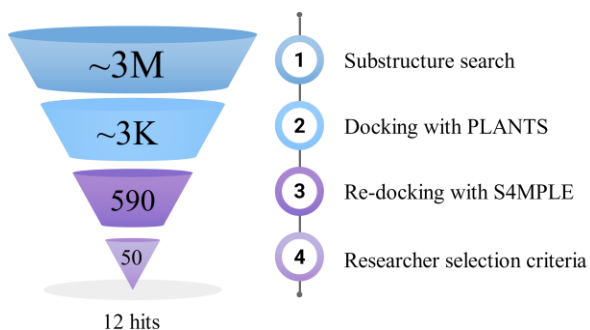 ~3M
1
Substructure search
~3K
2
Docking with PLANTS
590
3
Re-docking with S4MPLE
50
4
Researcher selection criteria
12 hits